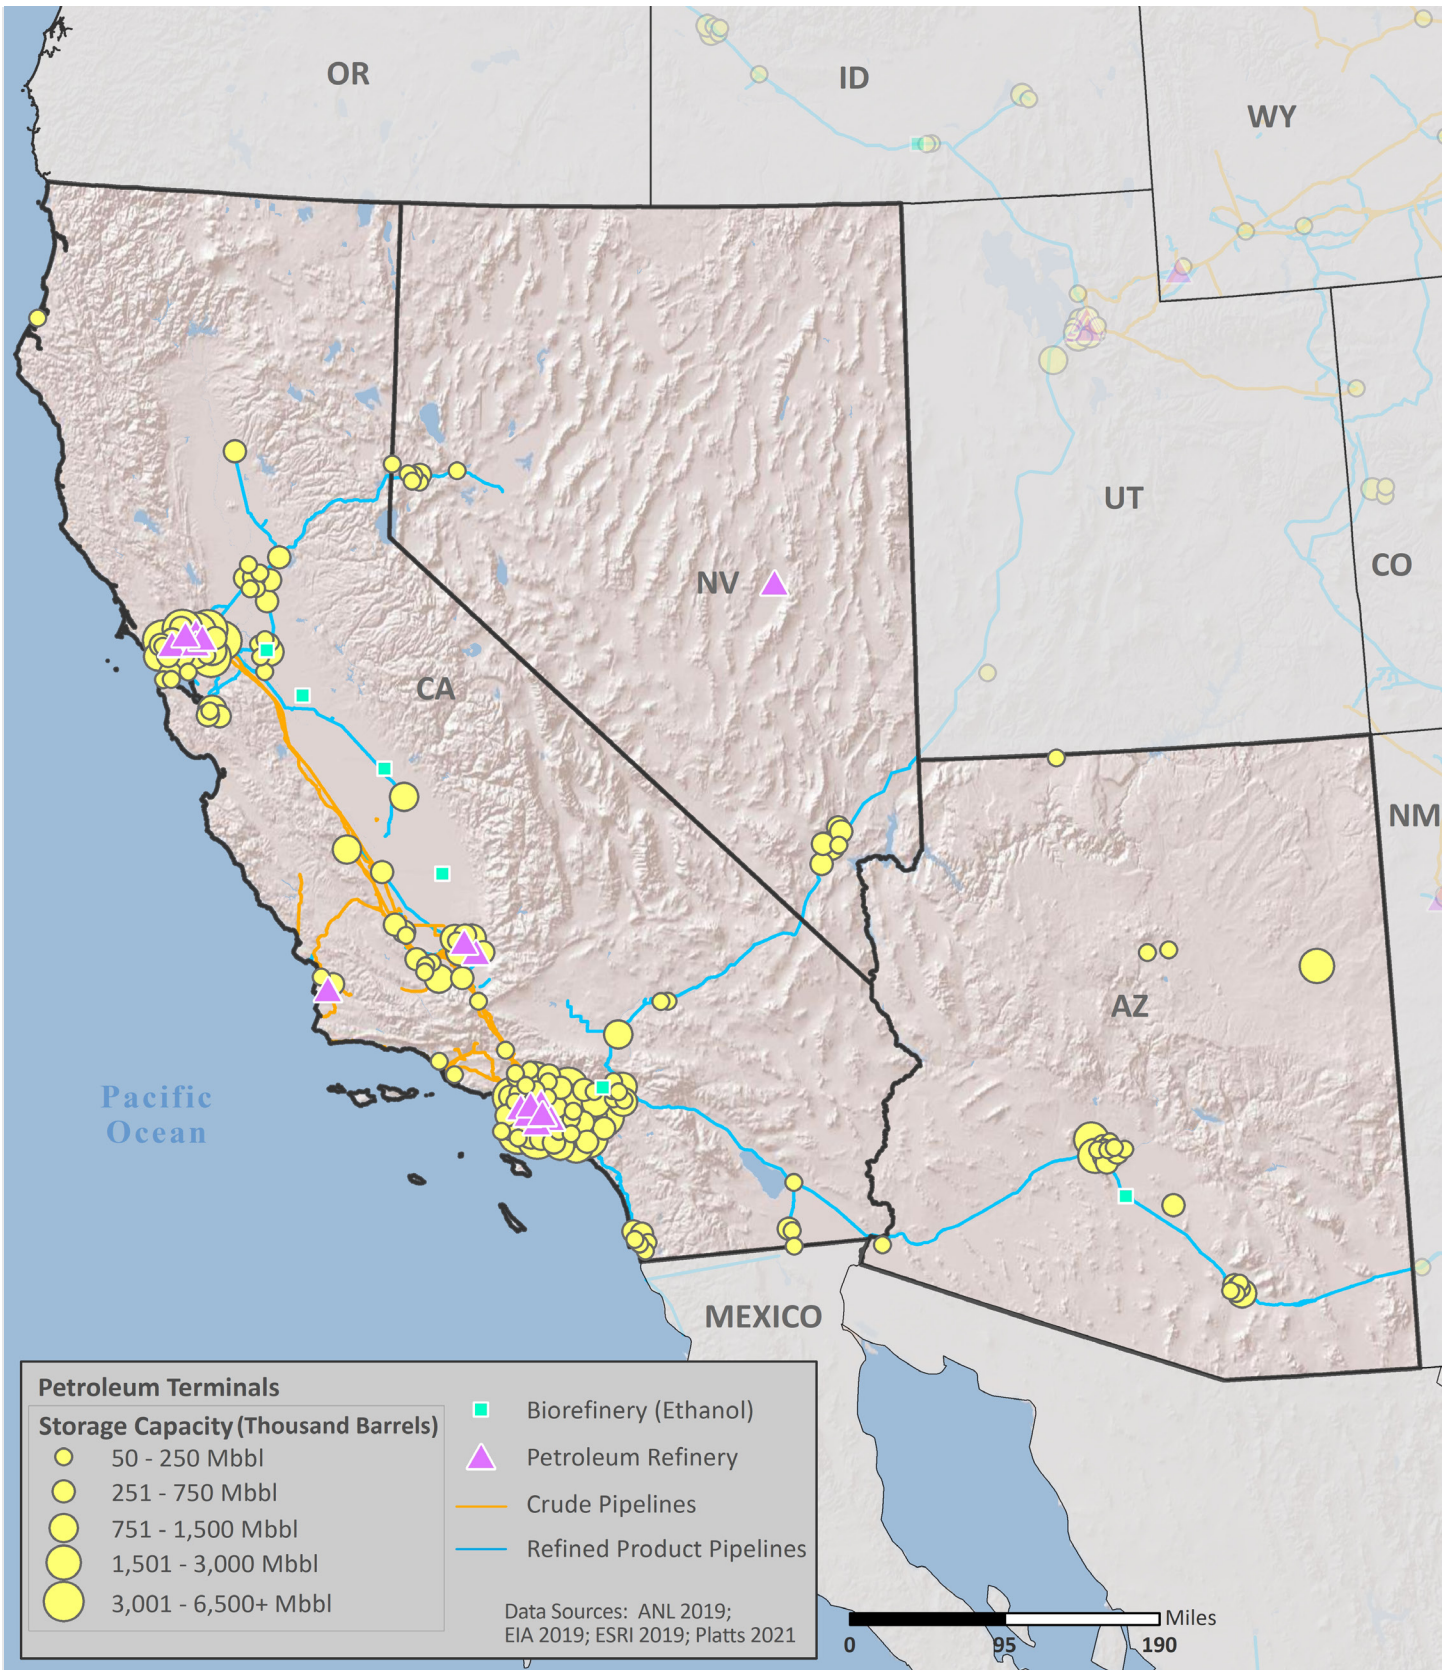 OR
ID
WY
UT
NV
CO
CA
NM
AZ
Pacific
Ocean
MEXICO
Petroleum Terminals
Storage Capacity (Thousand Barrels)
50 - 250 Mbbl
251 - 750 Mbbl
751 - 1,500 Mbbl
1,501 - 3,000 Mbbl
3,001 - 6,500+ Mbbl
Biorefinery (Ethanol)
Petroleum Refinery
Crude Pipelines
Refined Product Pipelines
Data Sources: ANL 2019;
EIA 2019; ESRI 2019; Platts 2021
Miles
0 95 190